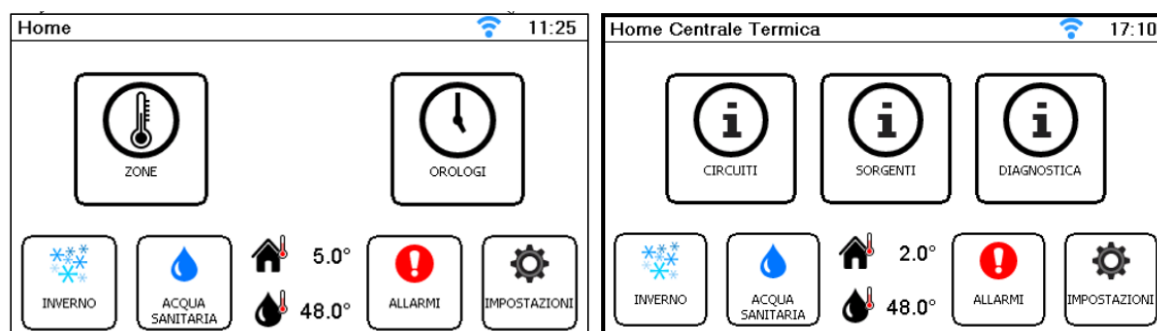 Home 11:25
ZONE
OROLOGI
INVERNO
ACQUA
SANITARIA
5.0°
48.0°
ALLARMI
IMPOSTAZIONI
Home Centrale Termica 17:10
CIRCUITI
SORGENTI
DIAGNOSTICA
INVERNO
ACQUA
SANITARIA
2.0°
48.0°
ALLARMI
IMPOSTAZIONI